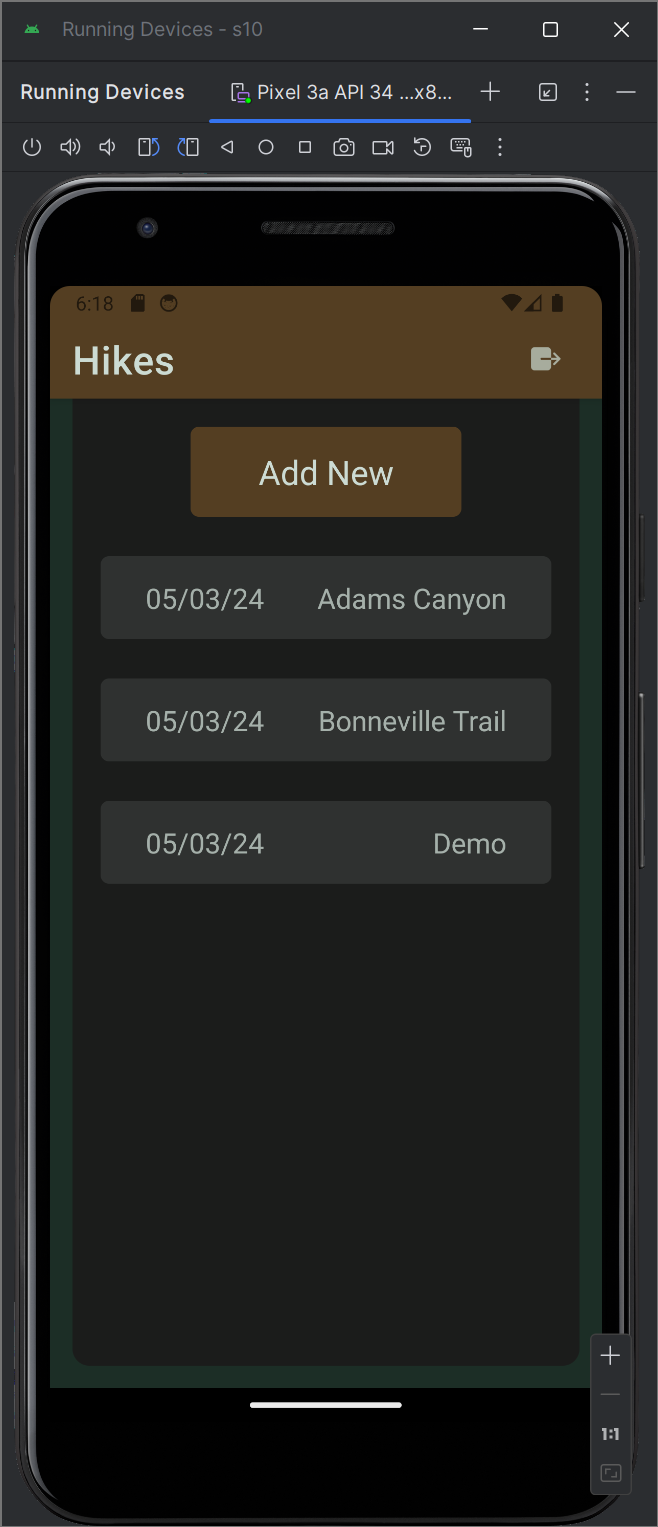 Running Devices - s10
Running Devices
Pixel 3a API 34 ...x8...
6:18
Hikes
Add New
05/03/24 Adams Canyon
05/03/24 Bonneville Trail
05/03/24 Demo
1:1